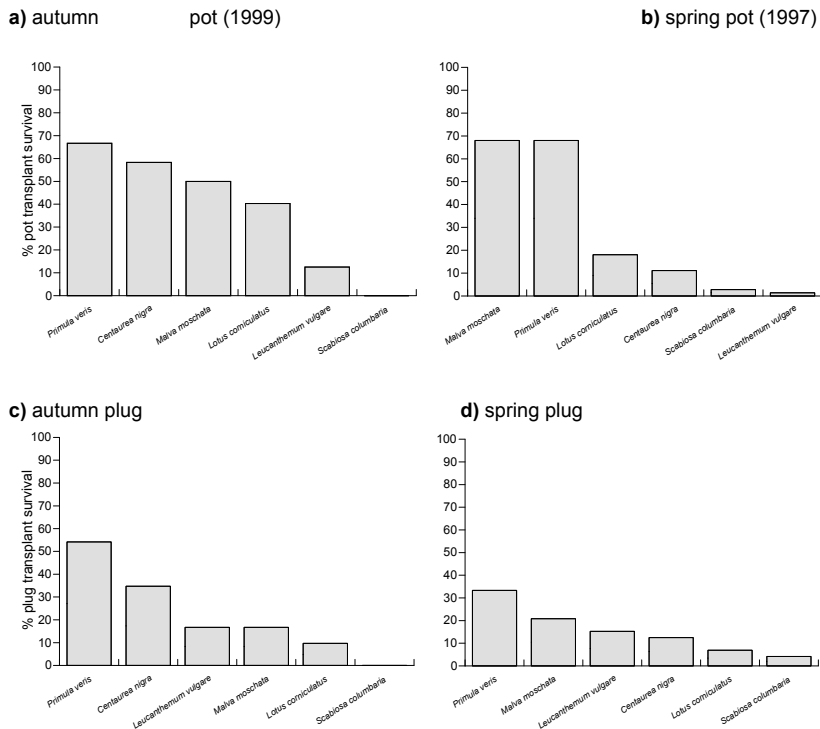 a) autumn pot (1999)
b) spring pot (1997)
% pot transplant survival
100
90
80
70
60
50
40
30
20
10
0
Primula veris
Centaurea nigra
Malva moschata
Lotus corniculatus
Leucanthemum vulgare
Scabiosa columbaria
100
90
80
70
60
50
40
30
20
10
0
Malva moschata
Primula veris
Lotus corniculatus
Centaurea nigra
Scabiosa columbaria
Leucanthemum vulgare
c) autumn plug
d) spring plug
% plug transplant survival
100
90
80
70
60
50
40
30
20
10
0
Primula veris
Centaurea nigra
Leucanthemum vulgare
Malva moschata
Lotus corniculatus
Scabiosa columbaria
100
90
80
70
60
50
40
30
20
10
0
Primula veris
Malva moschata
Leucanthemum vulgare
Centaurea nigra
Lotus corniculatus
Scabiosa columbaria